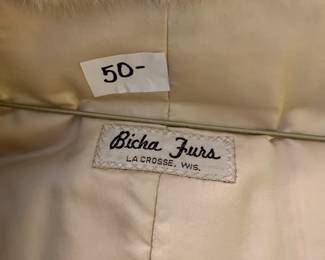 50-
Bicha Furs
LA CROSSE, WIS.